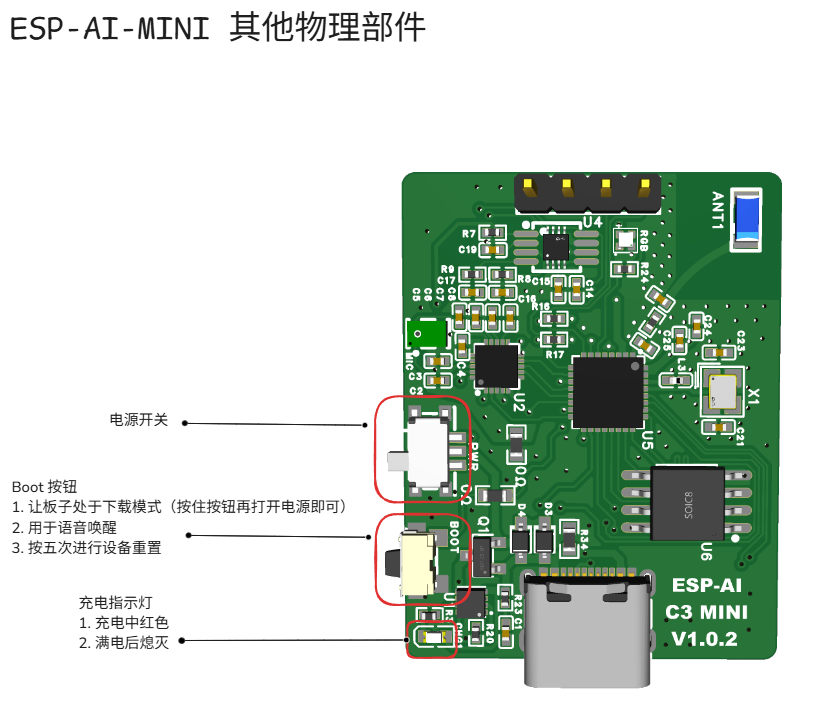 ESP-AI-MINI 其他物理部件
U4
ANT1
R7
C19
RGB
R24
R9
C17
R8
C15
C14
C5
C6
C7
C8
C16
R16
MIC
C3
C2
C4
R17
C24
C25
C23
L3
X1
U2
U5
C21
电源开关
PWR
0Ω
SOIC8
Boot 按钮
1. 让板子处于下载模式（按住按钮再打开电源即可）
2. 用于语音唤醒
3. 按五次进行设备重置
BOOT
Q1
D4
D3
R34
U6
充电指示灯
1. 充电中红色
2. 满电后熄灭
R23
C1
R20
ESP-AI
C3 MINI
V1.0.2